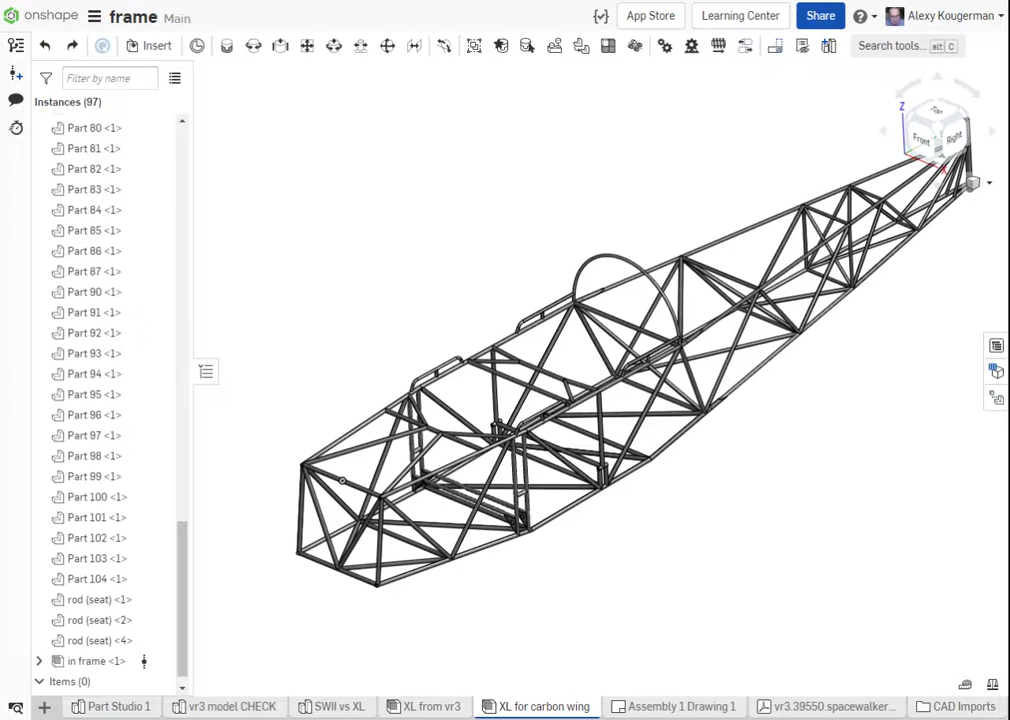 onshape
frame Main
App Store
Learning Center
Share
Alexy Kougerman
Insert
Search tools... alt C
Filter by name
Instances (97)
Part 80 <1>
Part 81 <1>
Part 82 <1>
Part 83 <1>
Part 84 <1>
Part 85 <1>
Part 86 <1>
Part 87 <1>
Part 90 <1>
Part 91 <1>
Part 92 <1>
Part 93 <1>
Part 94 <1>
Part 95 <1>
Part 96 <1>
Part 97 <1>
Part 98 <1>
Part 99 <1>
Part 100 <1>
Part 101 <1>
Part 102 <1>
Part 103 <1>
Part 104 <1>
rod (seat) <1>
rod (seat) <2>
rod (seat) <4>
in frame <1>
Items (0)
Z
Top
Front
Right
X
Part Studio 1
vr3 model CHECK
SWII vs XL
XL from vr3
XL for carbon wing
Assembly 1 Drawing 1
vr3.39550.spacewalker...
CAD Imports